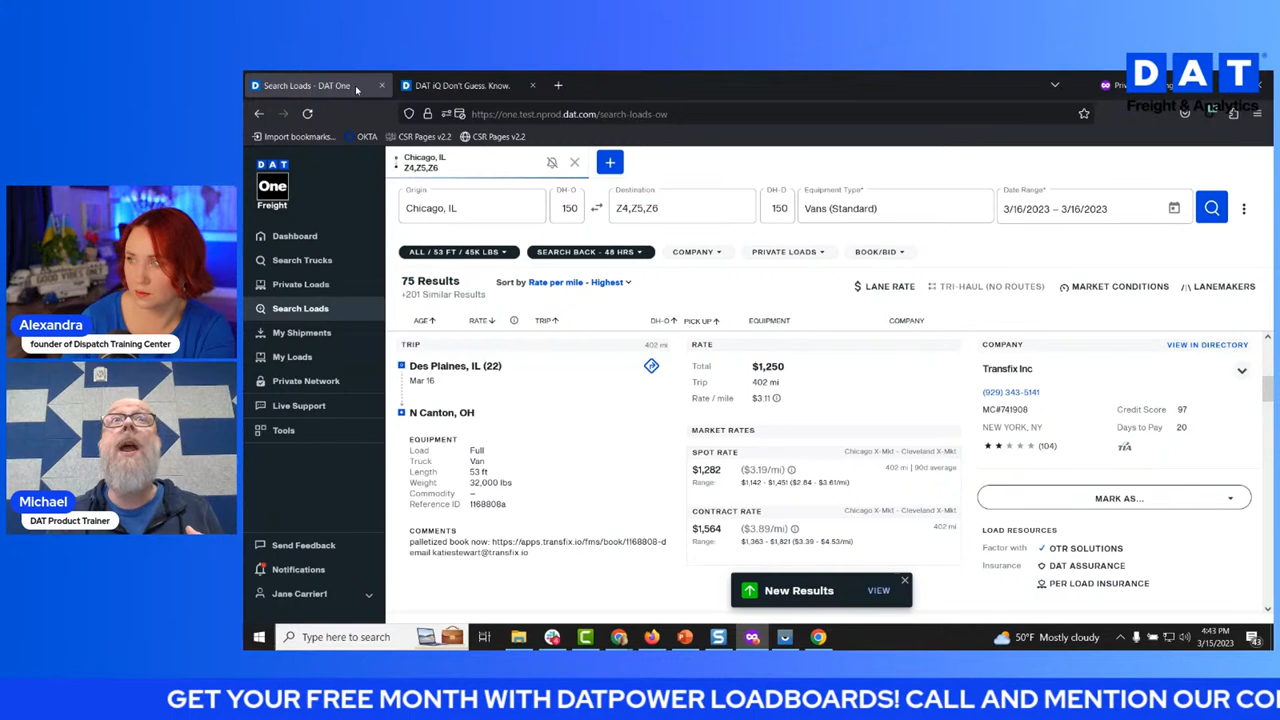 DAT
Freight & Analytics
Search Loads - DAT One
DAT iQ Don't Guess. Know.
https://one.test.nprod.dat.com/search-loads-ow
Import bookmarks...
OKTA
CSR Pages v2.2
CSR Pages v2.2
DAT
One
Freight
Dashboard
Search Trucks
Private Loads
Search Loads
My Shipments
My Loads
Private Network
Live Support
Tools
Send Feedback
Notifications
Jane Carrier1
Chicago, IL
Z4,Z5,Z6
Origin
Chicago, IL
DH-O
150
Destination
Z4,Z5,Z6
DH-D
150
Equipment Type*
Vans (Standard)
Date Range*
3/16/2023 – 3/16/2023
ALL / 53 FT / 45K LBS
SEARCH BACK - 48 HRS
COMPANY
PRIVATE LOADS
BOOK/BID
75 Results
+201 Similar Results
Sort by Rate per mile - Highest
LANE RATE
TRI-HAUL (NO ROUTES)
MARKET CONDITIONS
LANEMAKERS
AGE
RATE
TRIP
DH-O
PICK UP
EQUIPMENT
COMPANY
TRIP
402 mi
Des Plaines, IL (22)
Mar 16
N Canton, OH
EQUIPMENT
Load Full
Truck Van
Length 53 ft
Weight 32,000 lbs
Commodity –
Reference ID 1168808a
COMMENTS
palletized book now: https://apps.transfix.io/fms/book/1168808-d
email katiestewart@transfix.io
RATE
Total $1,250
Trip 402 mi
Rate / mile $3.11
MARKET RATES
SPOT RATE Chicago X-Mkt - Cleveland X-Mkt
$1,282 ($3.19/mi) 402 mi | 90d average
Range: $1,142 - $1,451 ($2.84 - $3.61/mi)
CONTRACT RATE Chicago X-Mkt - Cleveland X-Mkt
$1,564 ($3.89/mi) 402 mi
Range: $1,363 - $1,821 ($3.39 - $4.53/mi)
COMPANY VIEW IN DIRECTORY
Transfix Inc
(929) 343-5141
MC#741908 Credit Score 97
NEW YORK, NY Days to Pay 20
(104)
MARK AS...
LOAD RESOURCES
Factor with OTR SOLUTIONS
Insurance DAT ASSURANCE
PER LOAD INSURANCE
New Results VIEW
Type here to search
50°F Mostly cloudy
4:43 PM
3/15/2023
43
GOOD VIBES ONLY
Alexandra
founder of Dispatch Training Center
Michael
DAT Product Trainer
GET YOUR FREE MONTH WITH DATPOWER LOADBOARDS! CALL AND MENTION OUR CO